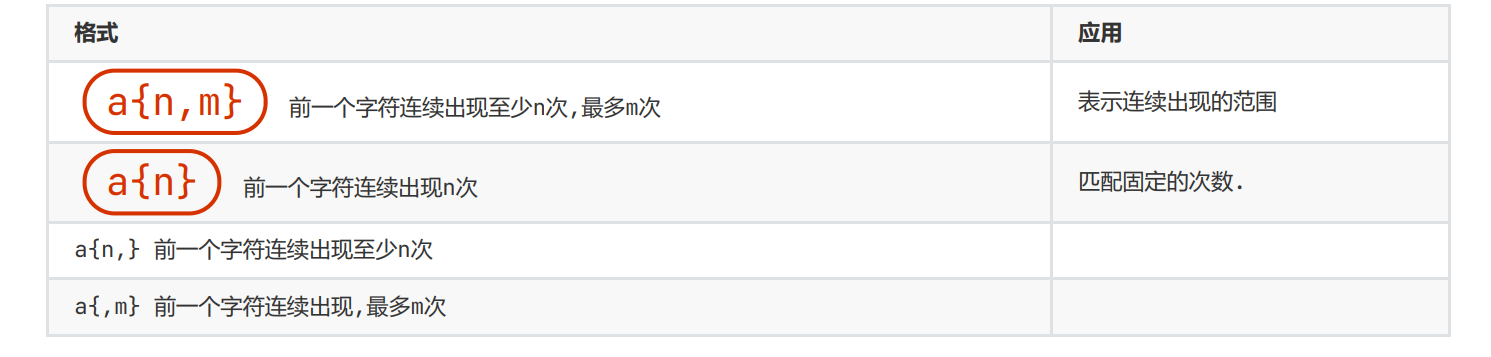 格式 应用
a{n,m} 前一个字符连续出现至少n次,最多m次 表示连续出现的范围
a{n} 前一个字符连续出现n次 匹配固定的次数.
a{n,} 前一个字符连续出现至少n次
a{,m} 前一个字符连续出现,最多m次